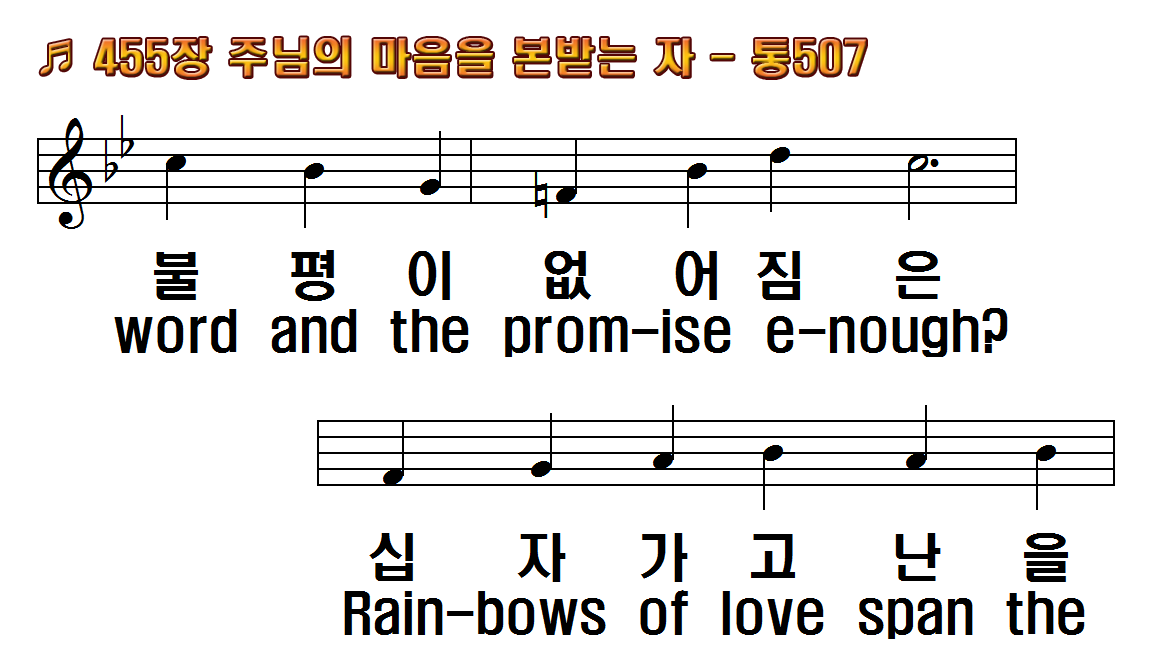 455장 주님의 마음을 본받는 자 - 통507
불 평 이 없 어 짐 은
word and the prom-ise e-nough?
십 자 가 고 난 을
Rain-bows of love span the